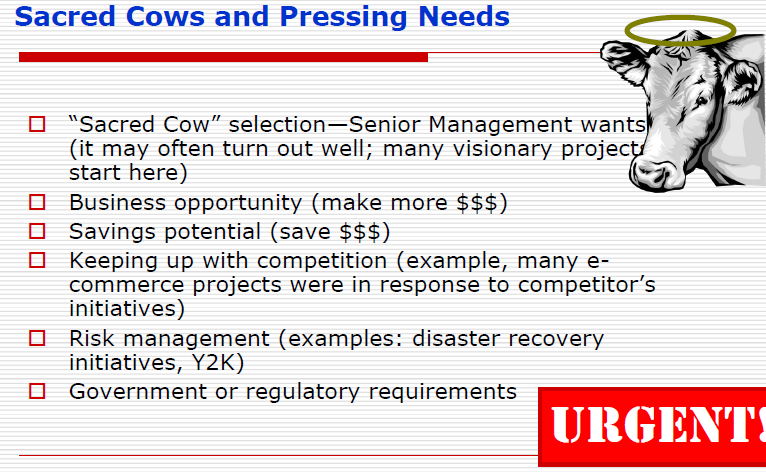 Sacred Cows and Pressing Needs
“Sacred Cow” selection—Senior Management wants
(it may often turn out well; many visionary projects
start here)
Business opportunity (make more $$$)
Savings potential (save $$$)
Keeping up with competition (example, many e-
commerce projects were in response to competitor’s
initiatives)
Risk management (examples: disaster recovery
initiatives, Y2K)
Government or regulatory requirements
URGENT!